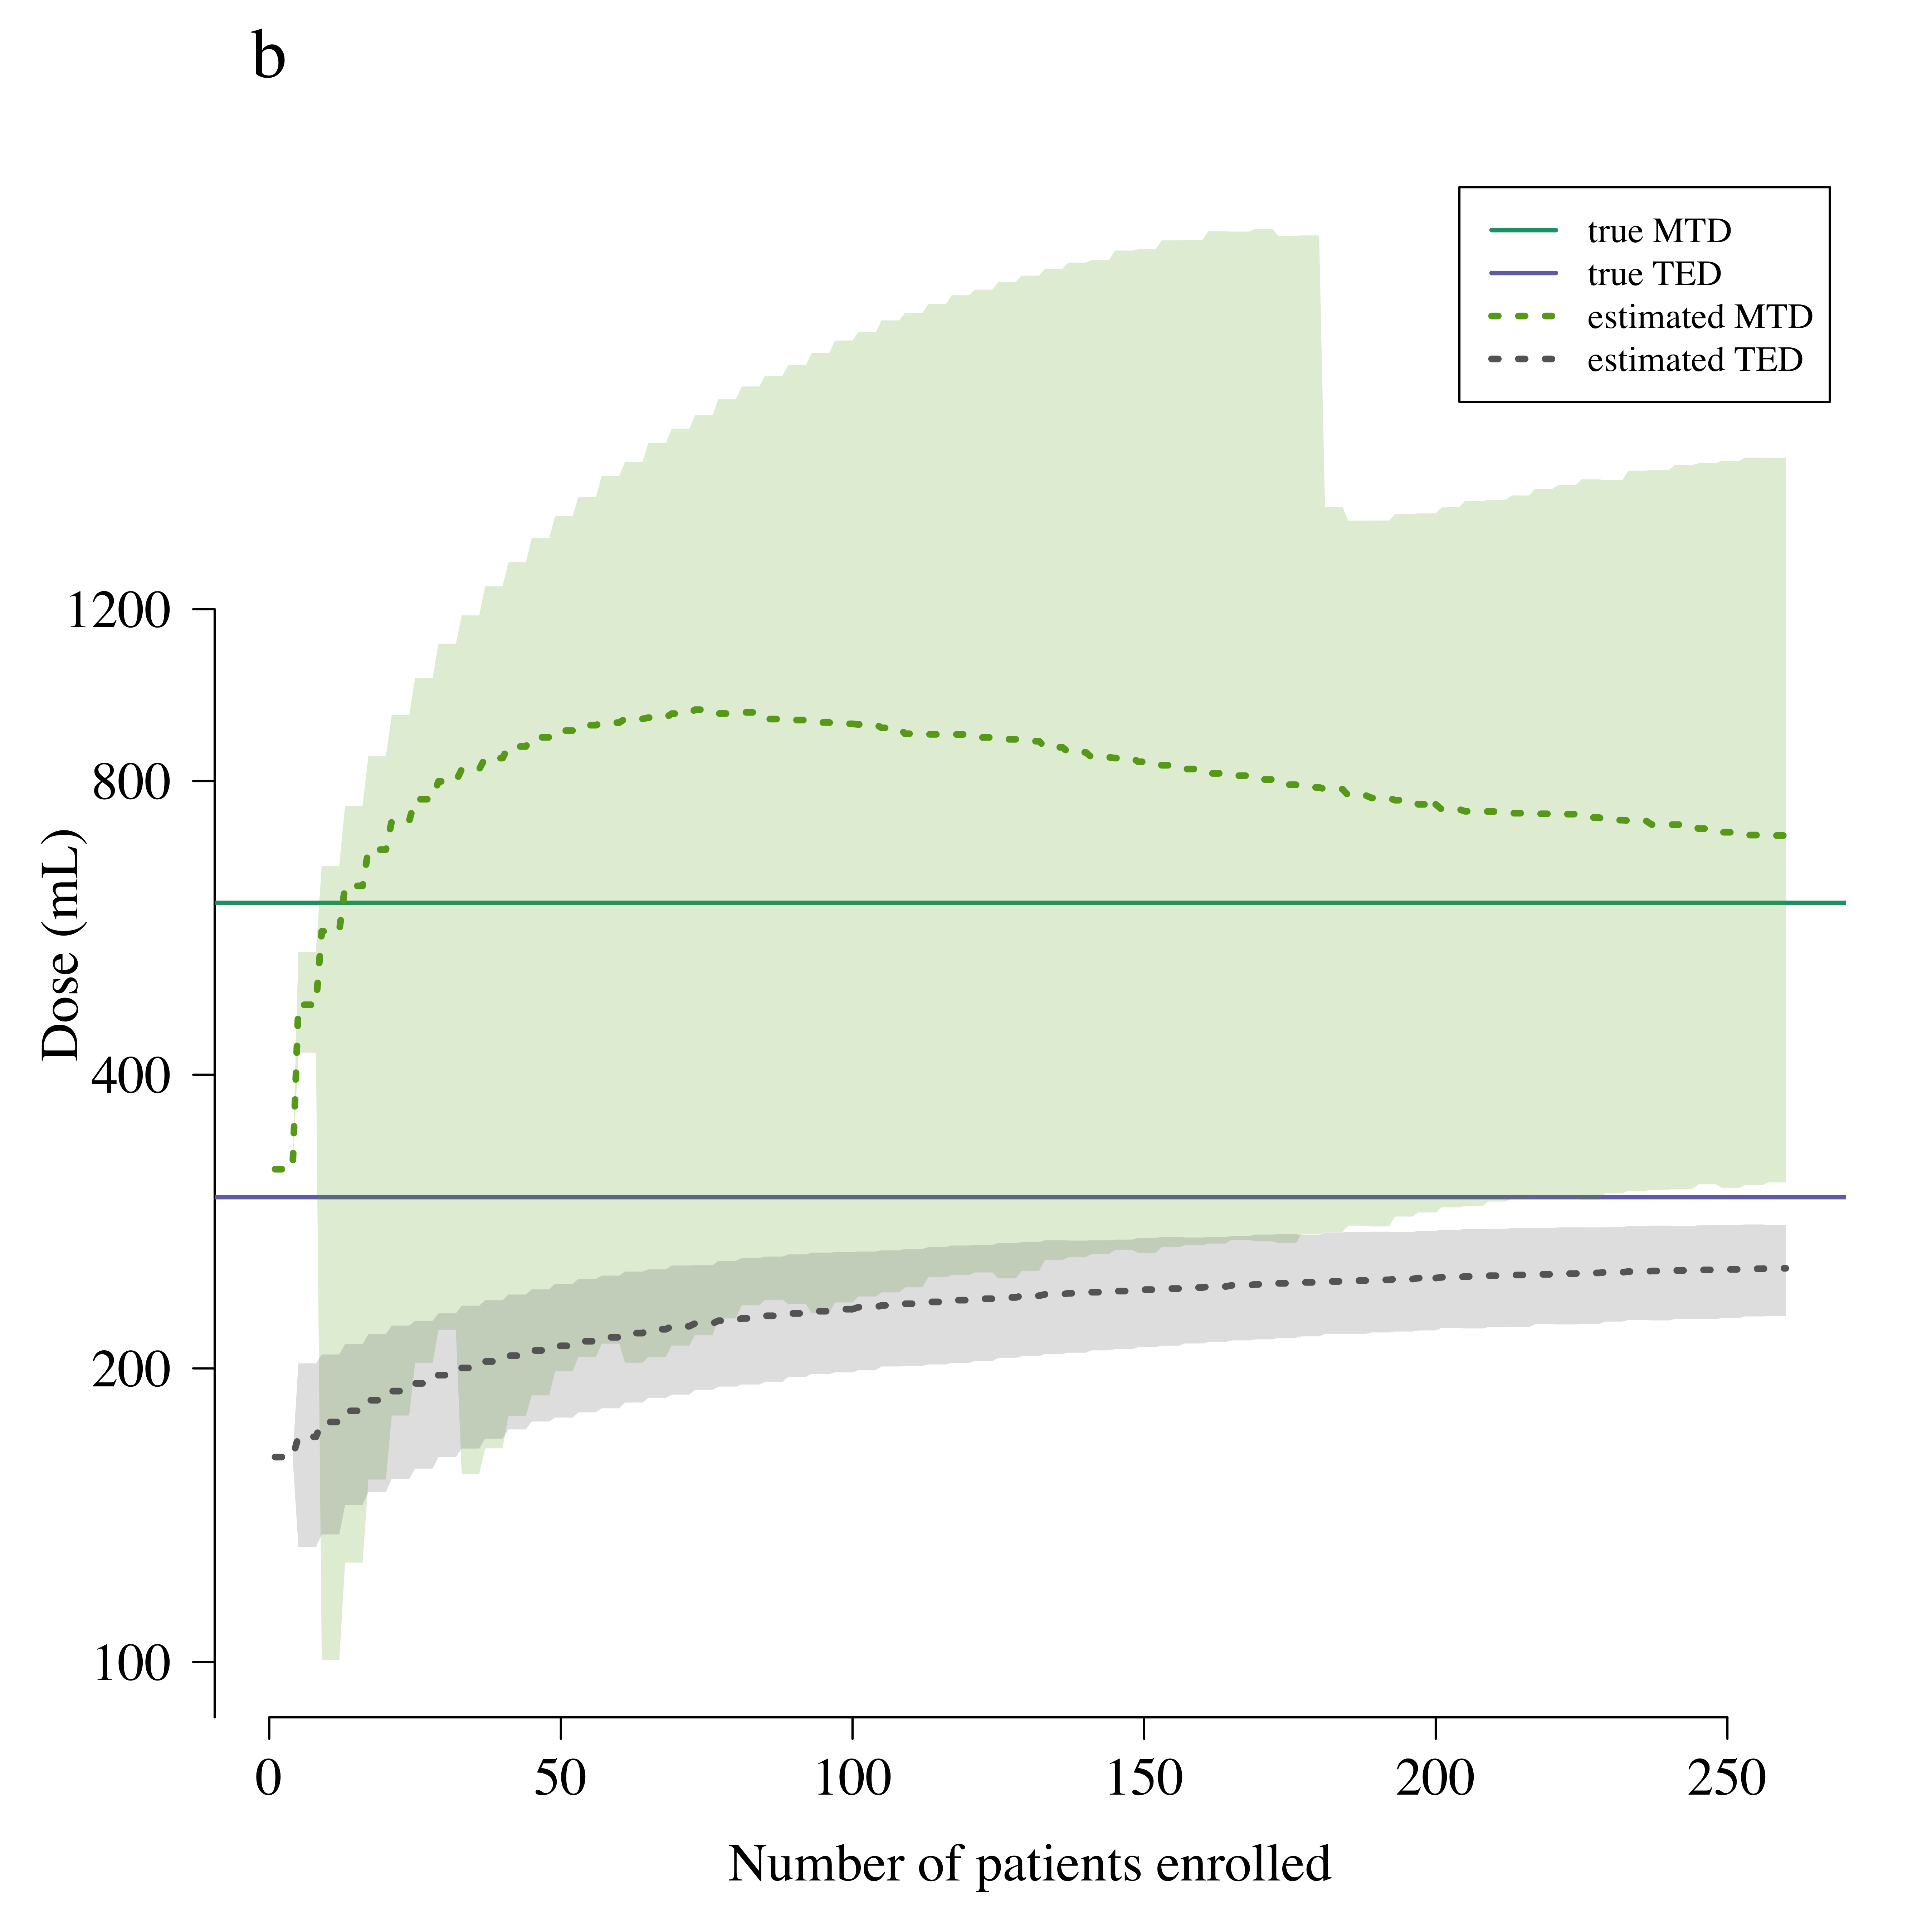 b
true MTD
true TED
estimated MTD
estimated TED
Dose (mL)
1200
800
400
200
100
0 50 100 150 200 250
Number of patients enrolled